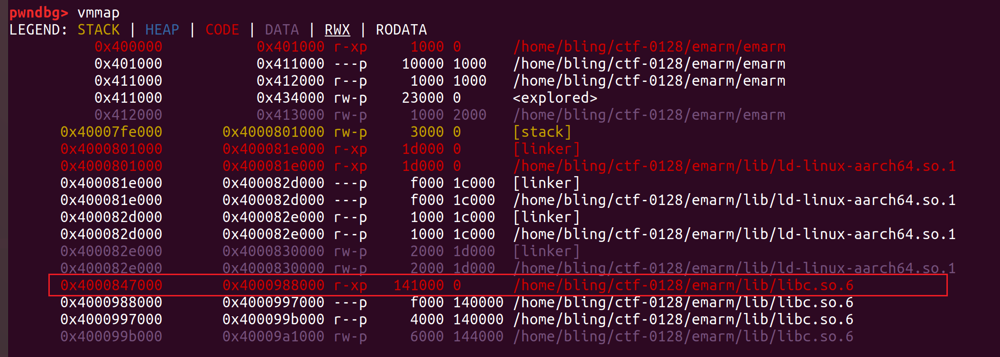 pwndbg> vmmap
LEGEND: STACK | HEAP | CODE | DATA | RWX | RODATA
0x400000 0x401000 r-xp 1000 0 /home/bling/ctf-0128/emarm/emarm
0x401000 0x411000 ---p 10000 1000 /home/bling/ctf-0128/emarm/emarm
0x411000 0x412000 r--p 1000 1000 /home/bling/ctf-0128/emarm/emarm
0x411000 0x434000 rw-p 23000 0 <explored>
0x412000 0x413000 rw-p 1000 2000 /home/bling/ctf-0128/emarm/emarm
0x40007fe000 0x4000801000 rw-p 3000 0 [stack]
0x4000801000 0x400081e000 r-xp 1d000 0 [linker]
0x4000801000 0x400081e000 r-xp 1d000 0 /home/bling/ctf-0128/emarm/lib/ld-linux-aarch64.so.1
0x400081e000 0x400082d000 ---p f000 1c000 [linker]
0x400081e000 0x400082d000 ---p f000 1c000 /home/bling/ctf-0128/emarm/lib/ld-linux-aarch64.so.1
0x400082d000 0x400082e000 r--p 1000 1c000 [linker]
0x400082d000 0x400082e000 r--p 1000 1c000 /home/bling/ctf-0128/emarm/lib/ld-linux-aarch64.so.1
0x400082e000 0x4000830000 rw-p 2000 1d000 [linker]
0x400082e000 0x4000830000 rw-p 2000 1d000 /home/bling/ctf-0128/emarm/lib/ld-linux-aarch64.so.1
0x4000847000 0x4000988000 r-xp 141000 0 /home/bling/ctf-0128/emarm/lib/libc.so.6
0x4000988000 0x4000997000 ---p f000 140000 /home/bling/ctf-0128/emarm/lib/libc.so.6
0x4000997000 0x400099b000 r--p 4000 140000 /home/bling/ctf-0128/emarm/lib/libc.so.6
0x400099b000 0x40009a1000 rw-p 6000 144000 /home/bling/ctf-0128/emarm/lib/libc.so.6